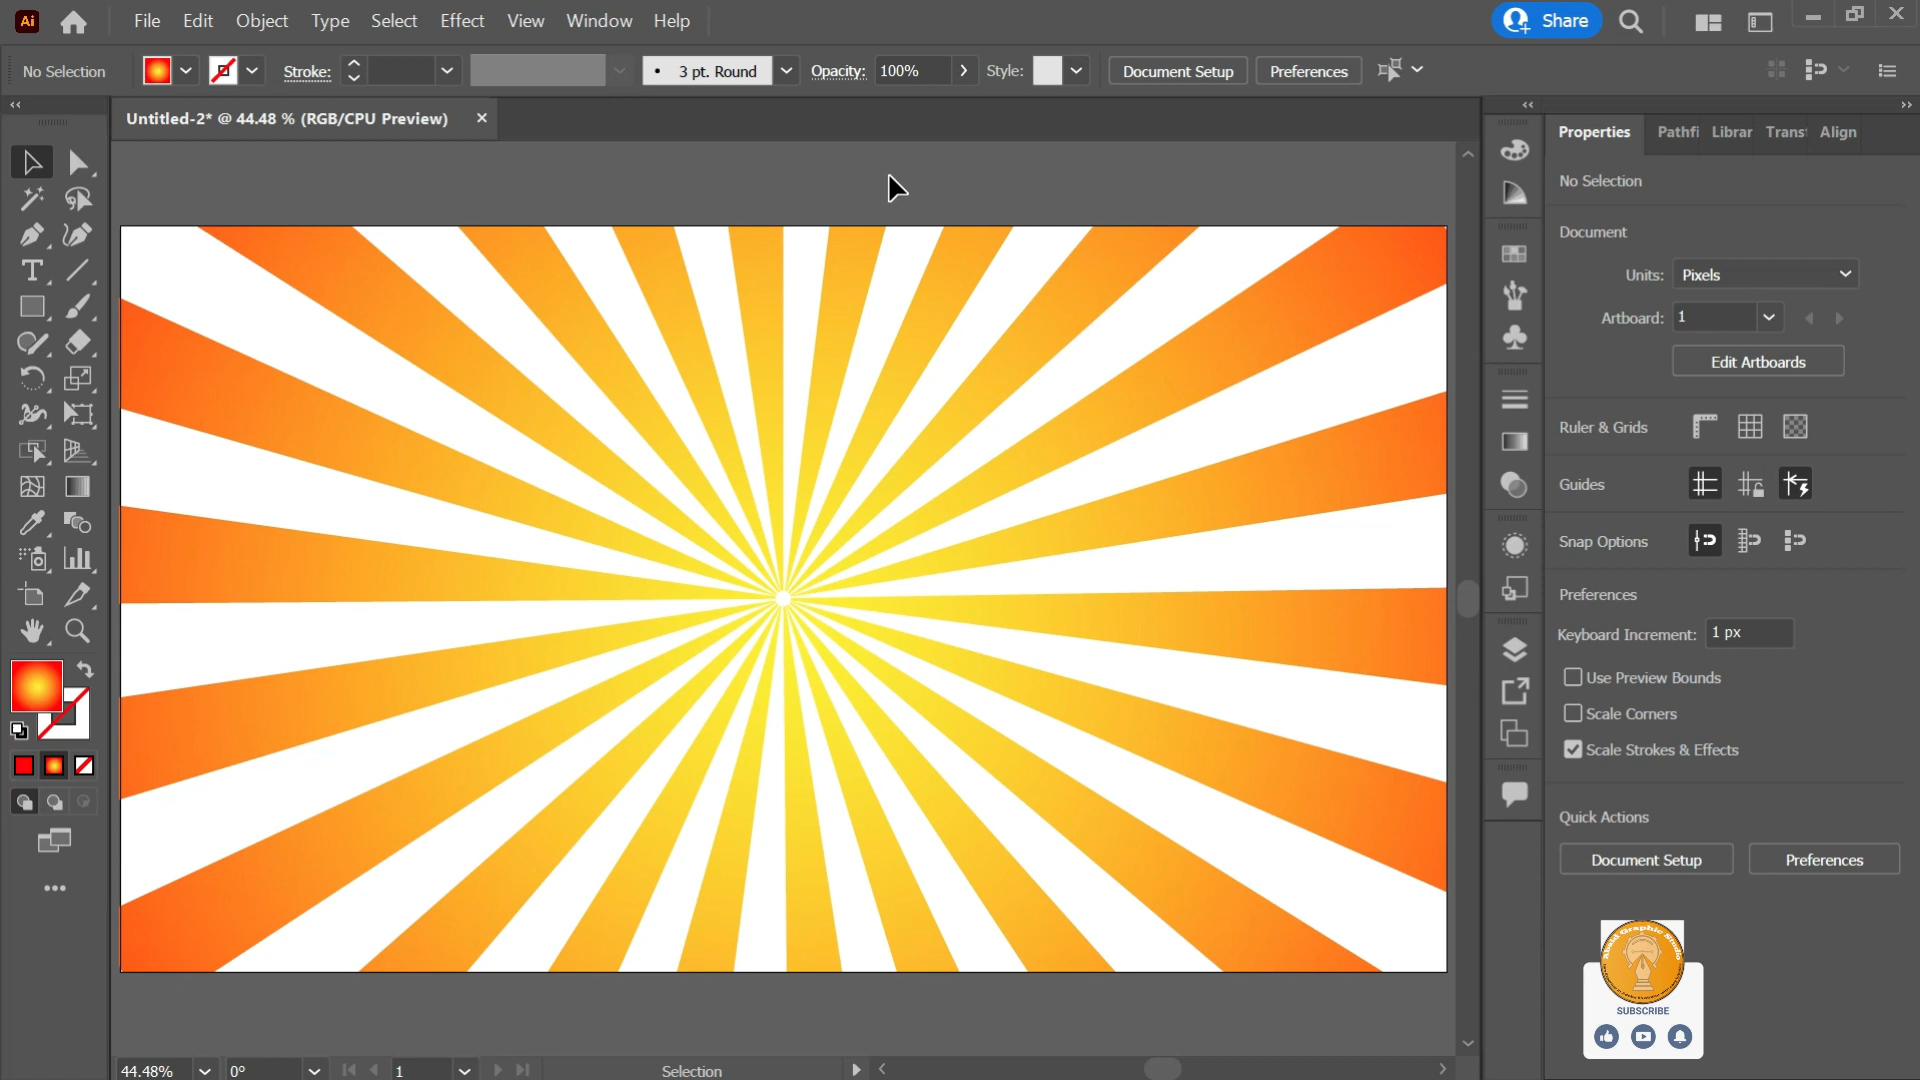 Ai File Edit Object Type Select Effect View Window Help Share
No Selection Stroke: 3 pt. Round Opacity: 100% Style: Document Setup Preferences
Untitled-2* @ 44.48 % (RGB/CPU Preview)
Properties Pathfi Librar Trans Align
No Selection
Document
Units: Pixels
Artboard: 1
Edit Artboards
Ruler & Grids
Guides
Snap Options
Preferences
Keyboard Increment: 1 px
Use Preview Bounds
Scale Corners
Scale Strokes & Effects
Quick Actions
Document Setup Preferences
Graphic Studio
SUBSCRIBE
44.48% 0° 1 Selection